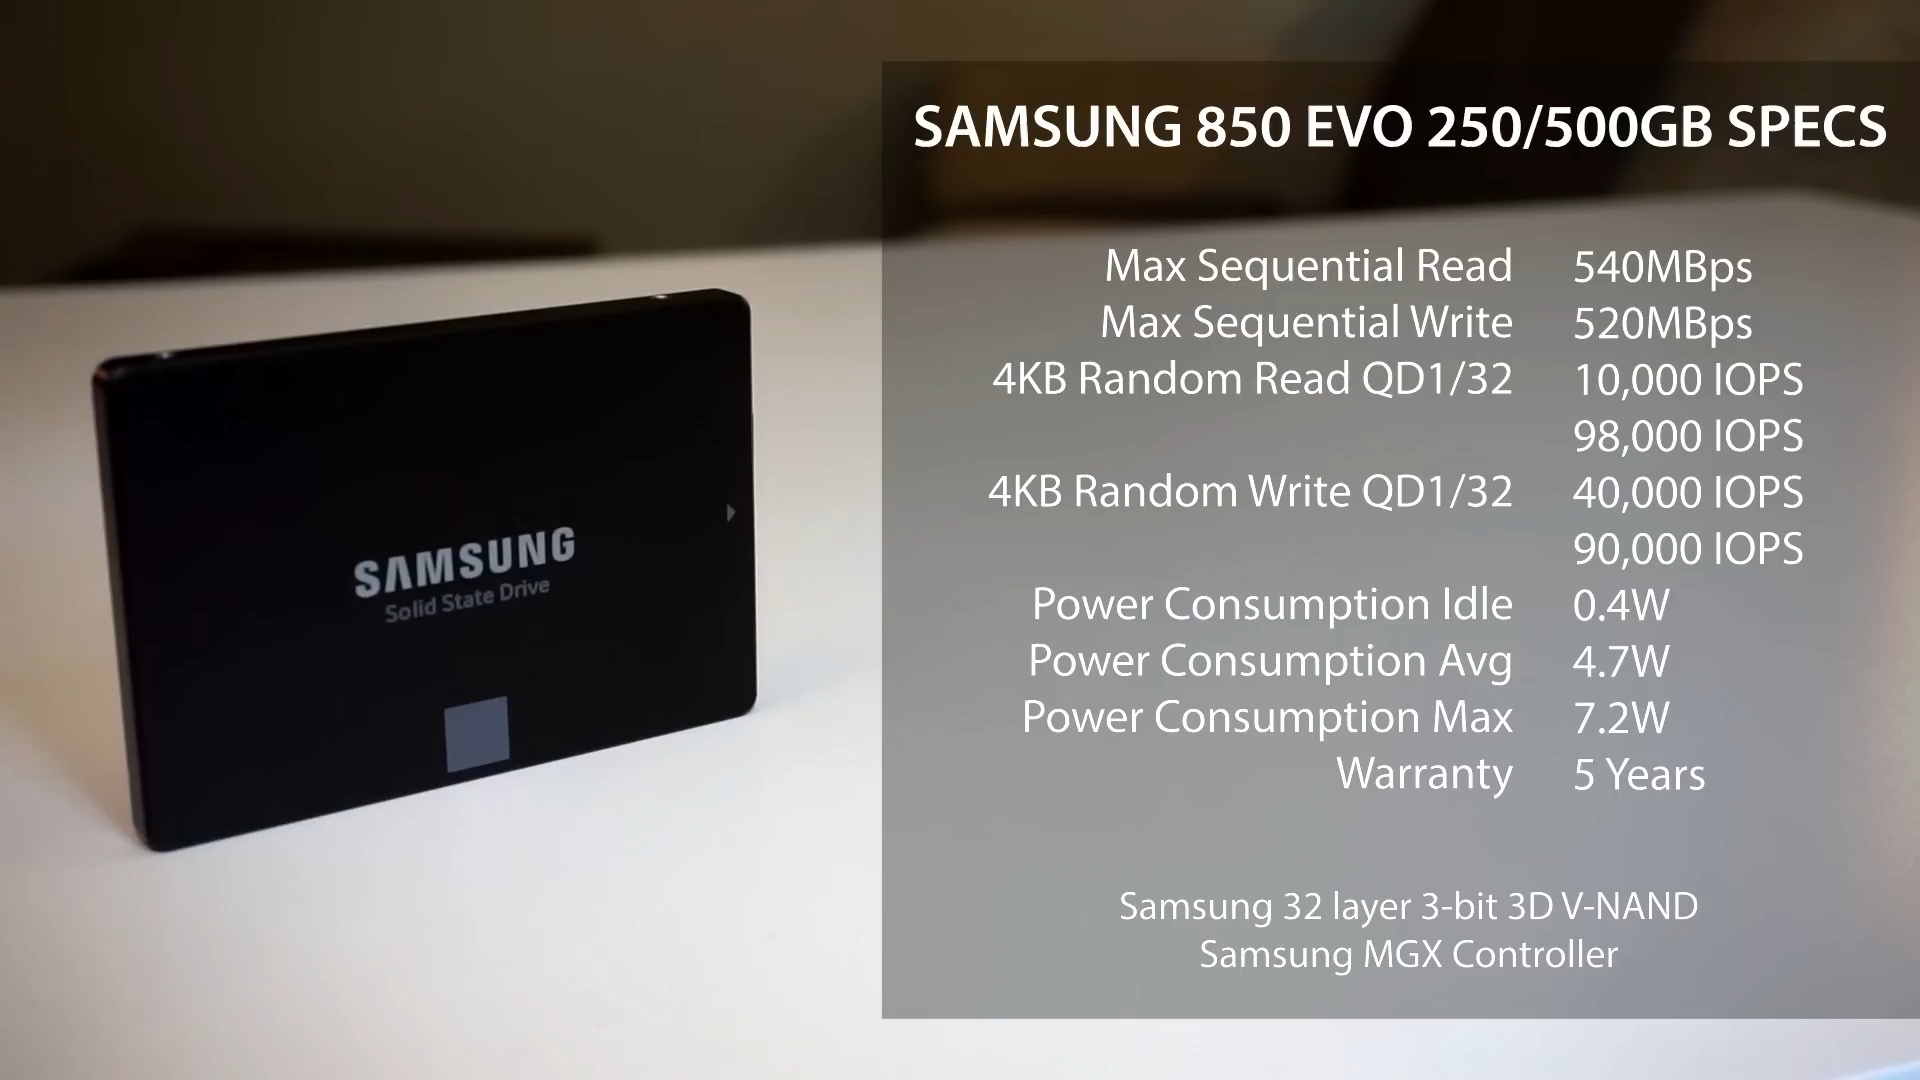 SAMSUNG
Solid State Drive
SAMSUNG 850 EVO 250/500GB SPECS
Max Sequential Read 540MBps
Max Sequential Write 520MBps
4KB Random Read QD1/32 10,000 IOPS
98,000 IOPS
4KB Random Write QD1/32 40,000 IOPS
90,000 IOPS
Power Consumption Idle 0.4W
Power Consumption Avg 4.7W
Power Consumption Max 7.2W
Warranty 5 Years
Samsung 32 layer 3-bit 3D V-NAND
Samsung MGX Controller